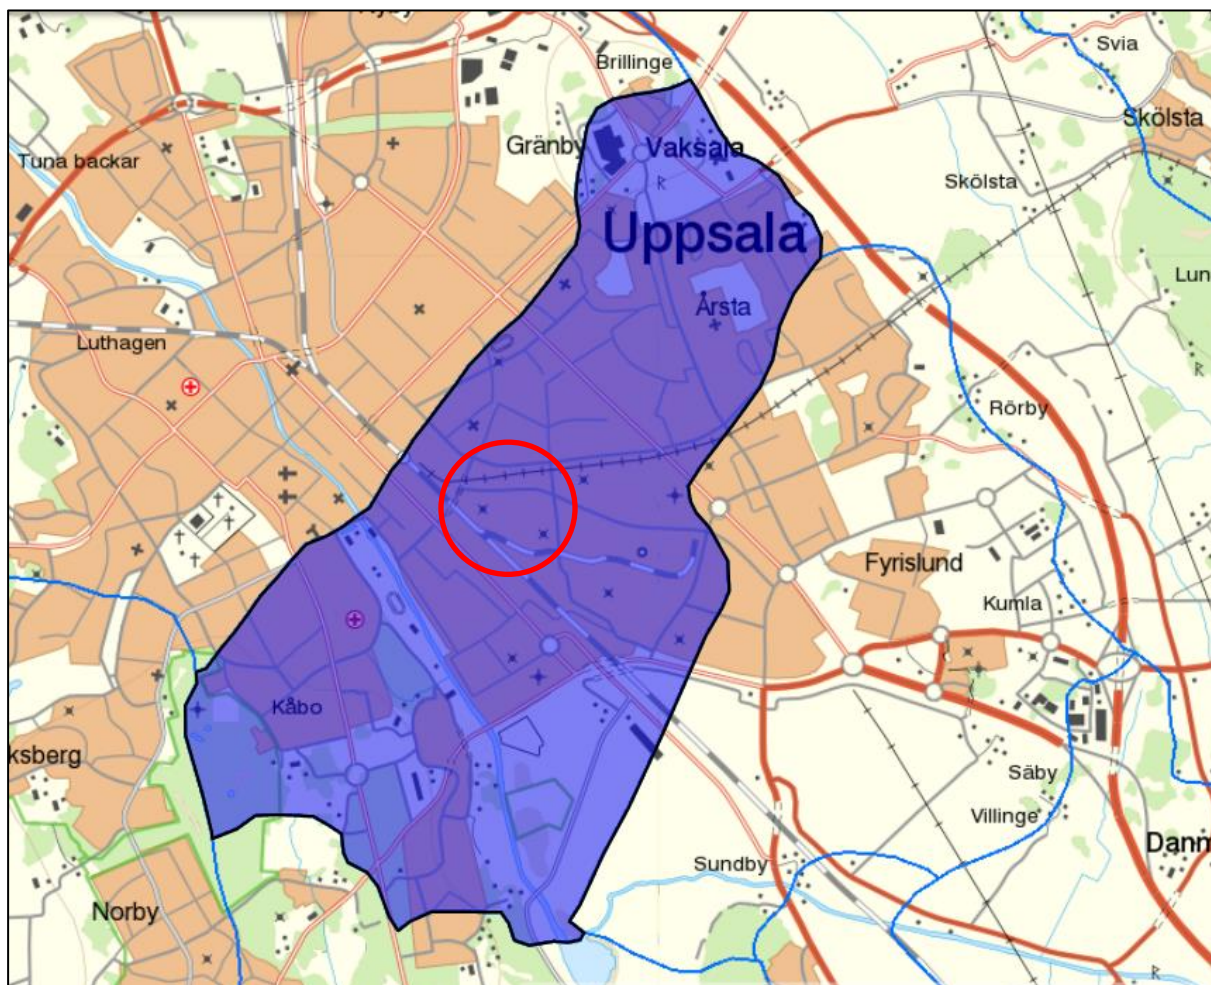 Brillinge
Svia
Skölsta
Gränby
Vaksala
Tuna backar
Skölsta
Uppsala
Lun
Årsta
Luthagen
Rörby
Fyrislund
Kumla
Kåbo
ksberg
Säby
Villinge
Danm
Sundby
Norby
R
R
R